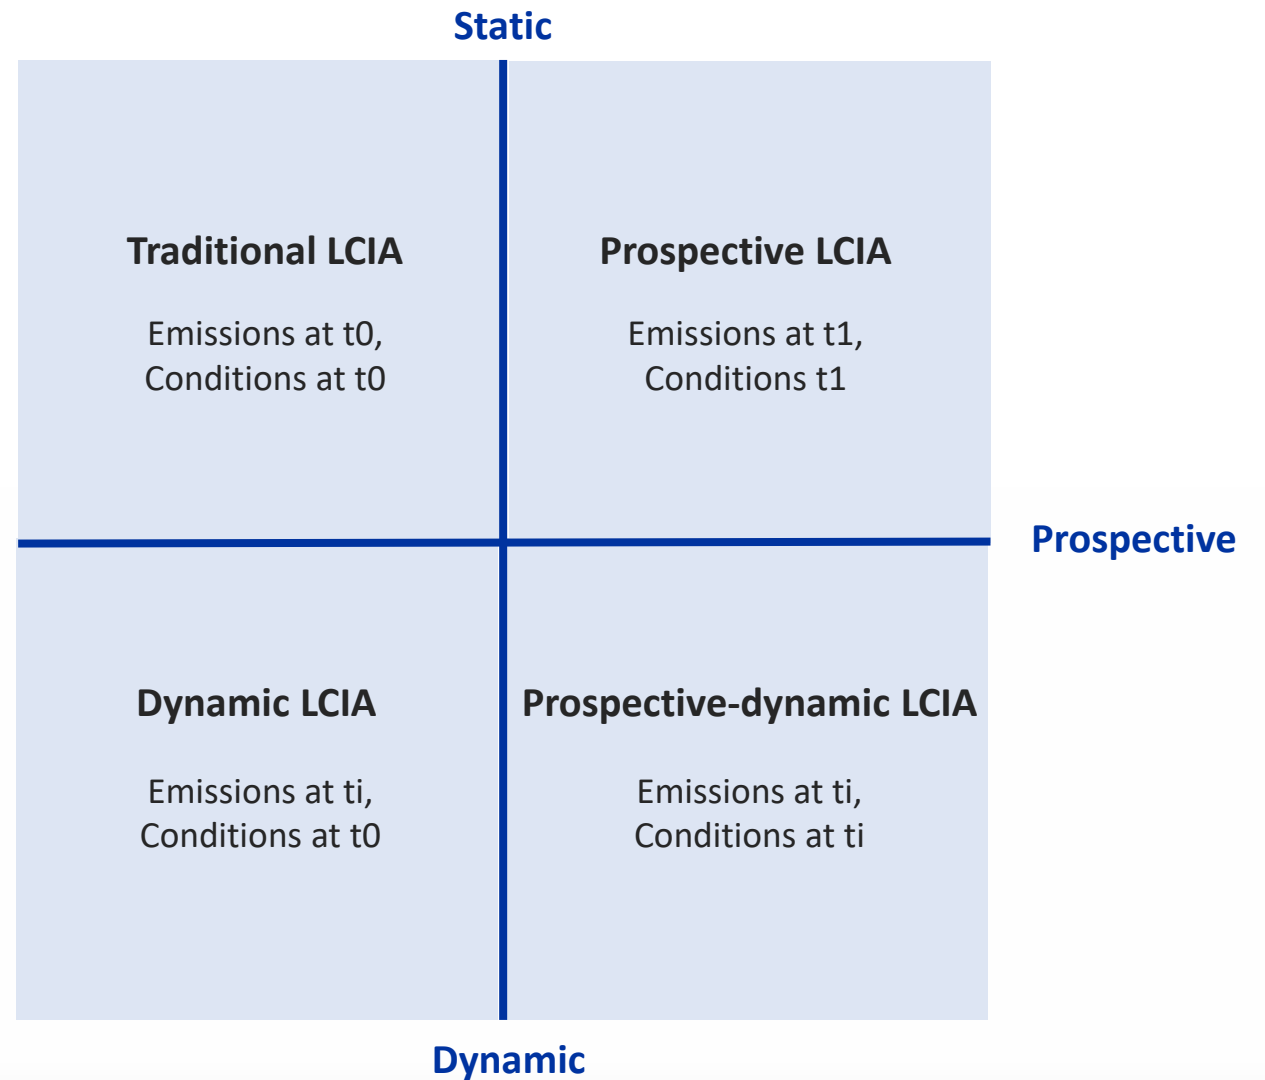 Static
Traditional LCIA
Emissions at t0,
Conditions at t0
Prospective LCIA
Emissions at t1,
Conditions t1
Prospective
Dynamic LCIA
Emissions at ti,
Conditions at t0
Prospective-dynamic LCIA
Emissions at ti,
Conditions at ti
Dynamic